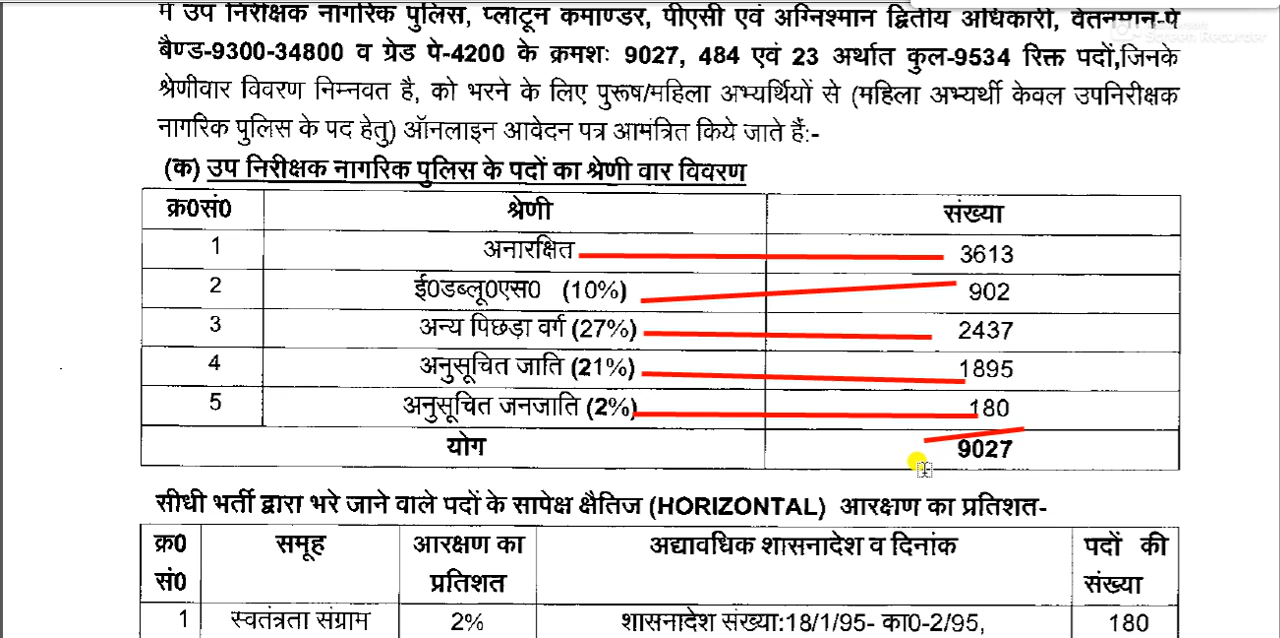 में उप निरीक्षक नागरिक पुलिस, प्लाटून कमाण्डर, पीएसी एवं अग्निशमन द्वितीय अधिकारी, वेतनमान-पे
बैण्ड-9300-34800 व ग्रेड पे-4200 के क्रमशः 9027, 484 एवं 23 अर्थात कुल-9534 रिक्त पदों,जिनके
श्रेणीवार विवरण निम्नवत है, को भरने के लिए पुरूष/महिला अभ्यर्थियों से (महिला अभ्यर्थी केवल उपनिरीक्षक
नागरिक पुलिस के पद हेतु) ऑनलाइन आवेदन पत्र आमंत्रित किये जाते हैं:-
(क) उप निरीक्षक नागरिक पुलिस के पदों का श्रेणी वार विवरण
क्र0सं0 श्रेणी संख्या
1 अनारक्षित 3613
2 ई0डब्लू0एस0 (10%) 902
3 अन्य पिछड़ा वर्ग (27%) 2437
4 अनुसूचित जाति (21%) 1895
5 अनुसूचित जनजाति (2%) 180
योग 9027
सीधी भर्ती द्वारा भरे जाने वाले पदों के सापेक्ष क्षैतिज (HORIZONTAL) आरक्षण का प्रतिशत-
क्र0 सं0 समूह आरक्षण का प्रतिशत अद्यावधिक शासनादेश व दिनांक पदों की संख्या
1 स्वतंत्रता संग्राम 2% शासनादेश संख्या:18/1/95- का0-2/95, 180
Screen Recorder